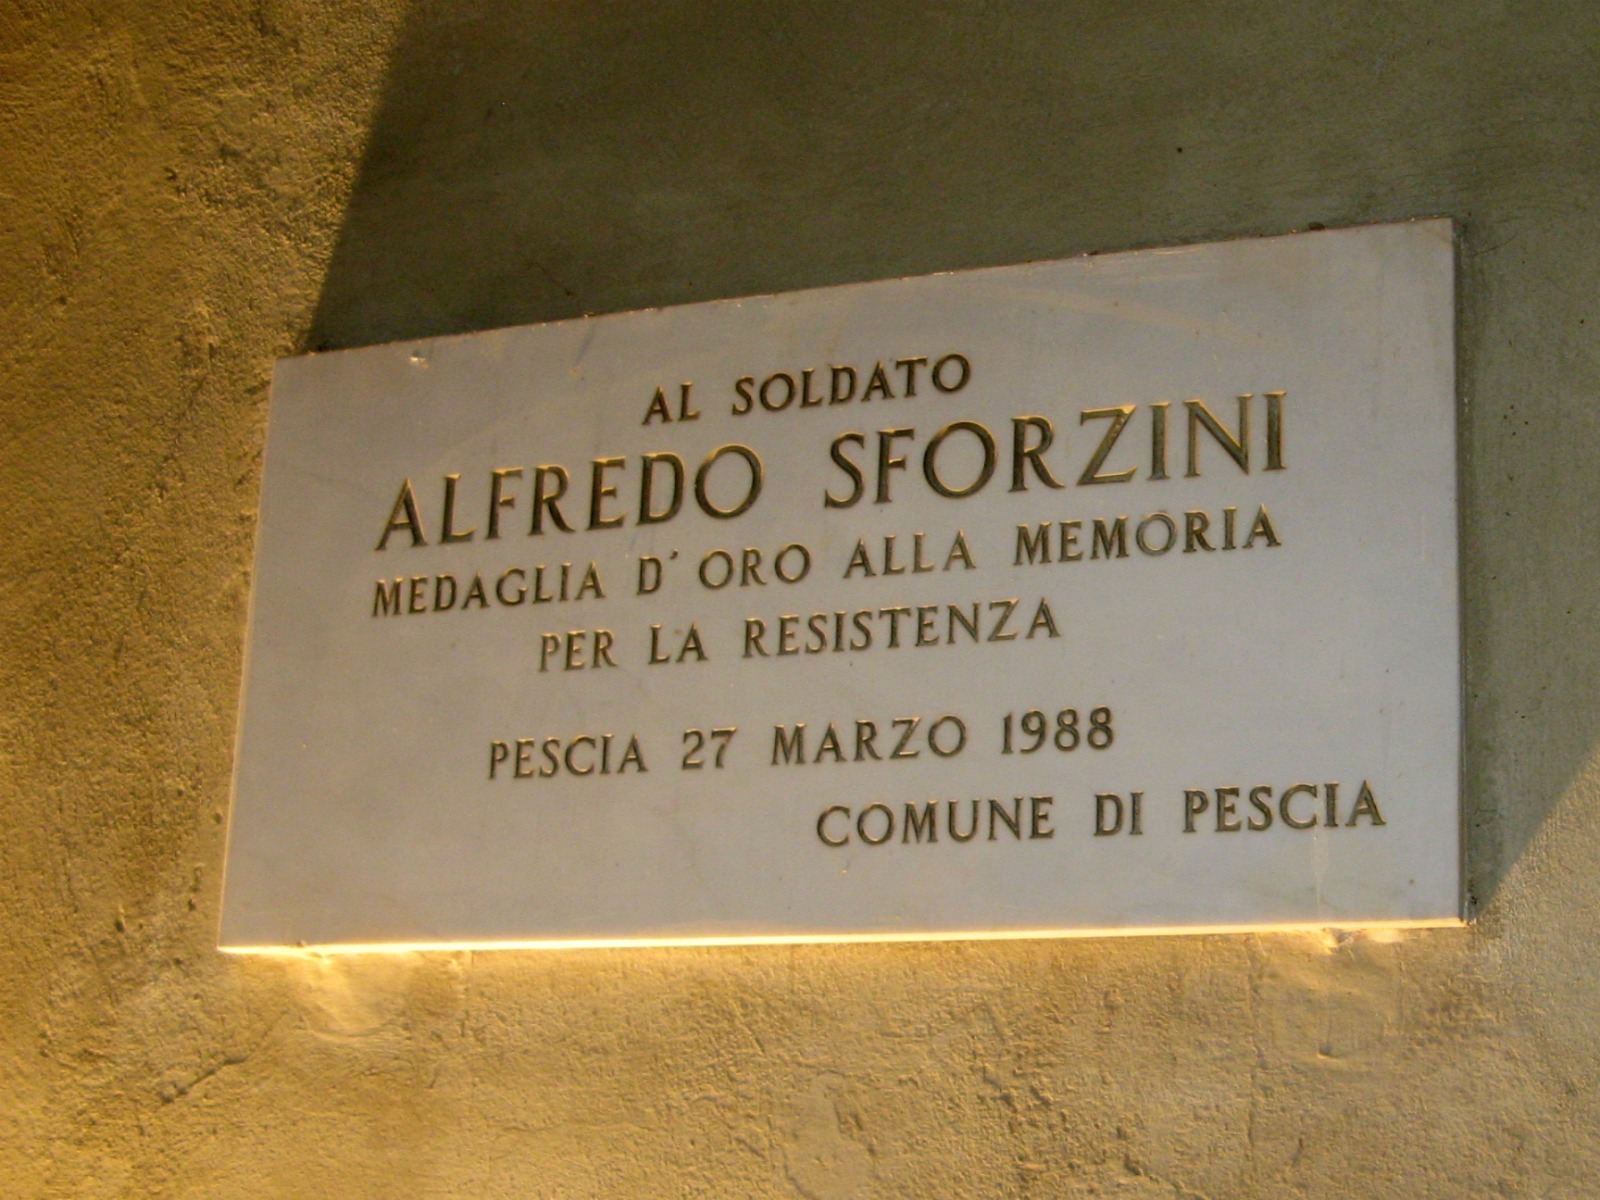 AL SOLDATO
ALFREDO SFORZINI
MEDAGLIA D'ORO ALLA MEMORIA
PER LA RESISTENZA
PESCIA 27 MARZO 1988
COMUNE DI PESCIA